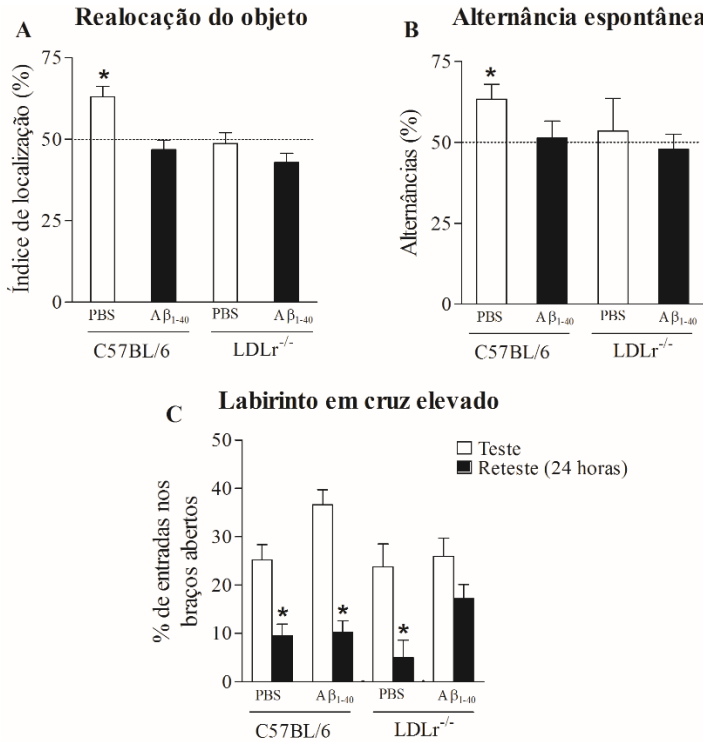 A
Realocação do objeto
Índice de localização (%)
75
50
25
0
*
PBS
Aβ1-40
PBS
Aβ1-40
C57BL/6
LDLr-/-
B
Alternância espontânea
Alternâncias (%)
75
50
25
0
*
PBS
Aβ1-40
PBS
Aβ1-40
C57BL/6
LDLr-/-
C
Labirinto em cruz elevado
% de entradas nos
braços abertos
50
40
30
20
10
0
Teste
Reteste (24 horas)
*
*
*
PBS
Aβ1-40
PBS
Aβ1-40
C57BL/6
LDLr-/-